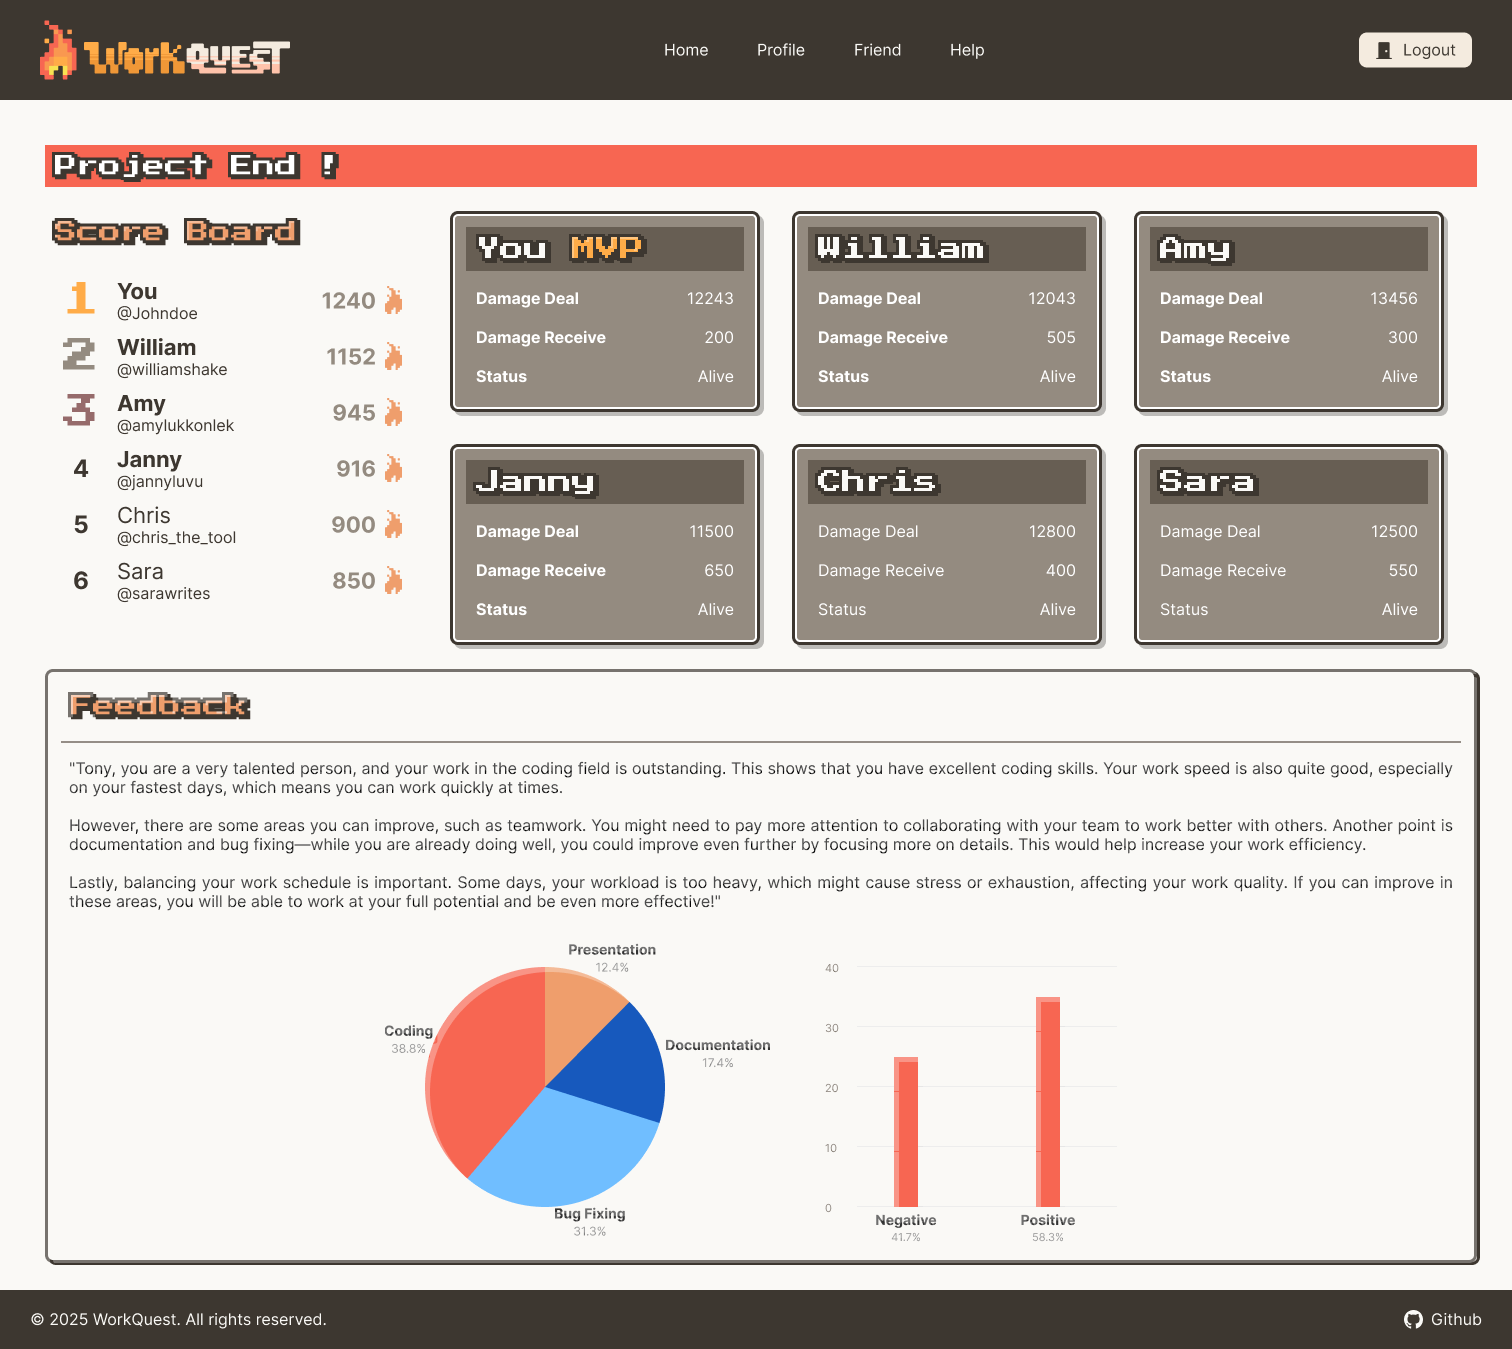 WorkQUEST
Home Profile Friend Help
Logout
Project End !
Score Board
1 You 1240
@Johndoe
2 William 1152
@williamshake
3 Amy 945
@amylukkonlek
4 Janny 916
@jannyluvu
5 Chris 900
@chris_the_tool
6 Sara 850
@sarawrites
You MVP
Damage Deal 12243
Damage Receive 200
Status Alive
William
Damage Deal 12043
Damage Receive 505
Status Alive
Amy
Damage Deal 13456
Damage Receive 300
Status Alive
Janny
Damage Deal 11500
Damage Receive 650
Status Alive
Chris
Damage Deal 12800
Damage Receive 400
Status Alive
Sara
Damage Deal 12500
Damage Receive 550
Status Alive
Feedback
"Tony, you are a very talented person, and your work in the coding field is outstanding. This shows that you have excellent coding skills. Your work speed is also quite good, especially
on your fastest days, which means you can work quickly at times.
However, there are some areas you can improve, such as teamwork. You might need to pay more attention to collaborating with your team to work better with others. Another point is
documentation and bug fixing—while you are already doing well, you could improve even further by focusing more on details. This would help increase your work efficiency.
Lastly, balancing your work schedule is important. Some days, your workload is too heavy, which might cause stress or exhaustion, affecting your work quality. If you can improve in
these areas, you will be able to work at your full potential and be even more effective!"
Presentation
12.4%
Coding
38.8%
Documentation
17.4%
Bug Fixing
31.3%
40
30
20
10
0
Negative
41.7%
Positive
58.3%
© 2025 WorkQuest. All rights reserved.
Github